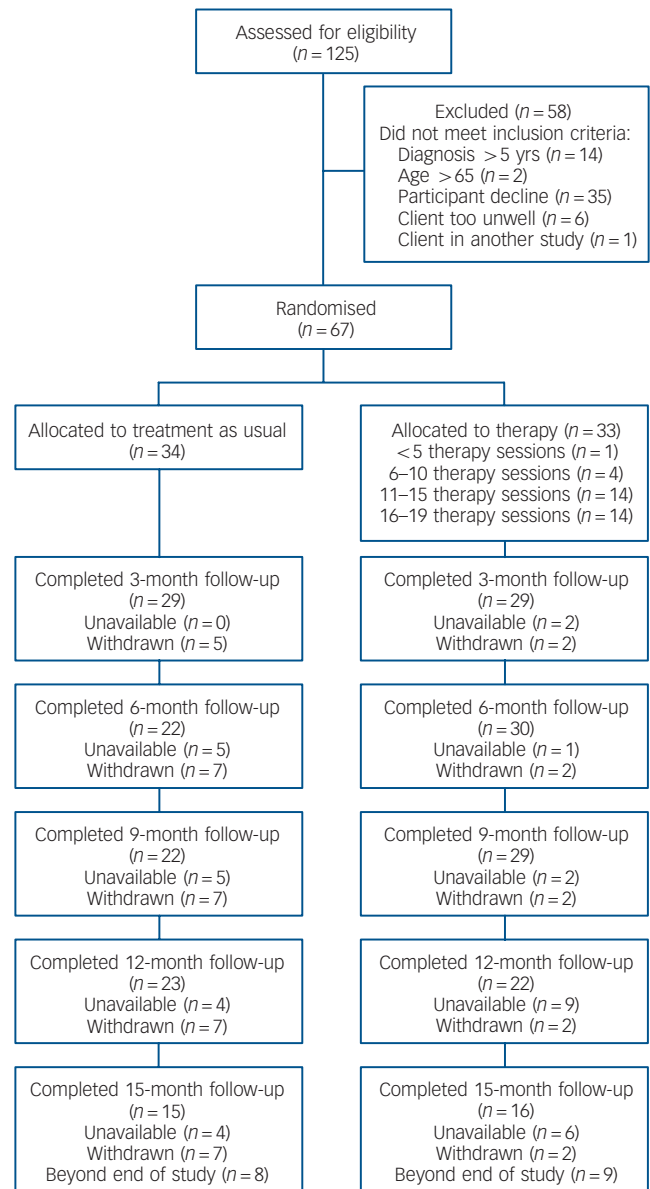 Assessed for eligibility
(n = 125)
Excluded (n = 58)
Did not meet inclusion criteria:
Diagnosis >5 yrs (n = 14)
Age >65 (n = 2)
Participant decline (n = 35)
Client too unwell (n = 6)
Client in another study (n = 1)
Randomised
(n = 67)
Allocated to treatment as usual
(n = 34)
Allocated to therapy (n = 33)
<5 therapy sessions (n = 1)
6–10 therapy sessions (n = 4)
11–15 therapy sessions (n = 14)
16–19 therapy sessions (n = 14)
Completed 3-month follow-up
(n = 29)
Unavailable (n = 0)
Withdrawn (n = 5)
Completed 3-month follow-up
(n = 29)
Unavailable (n = 2)
Withdrawn (n = 2)
Completed 6-month follow-up
(n = 22)
Unavailable (n = 5)
Withdrawn (n = 7)
Completed 6-month follow-up
(n = 30)
Unavailable (n = 1)
Withdrawn (n = 2)
Completed 9-month follow-up
(n = 22)
Unavailable (n = 5)
Withdrawn (n = 7)
Completed 9-month follow-up
(n = 29)
Unavailable (n = 2)
Withdrawn (n = 2)
Completed 12-month follow-up
(n = 23)
Unavailable (n = 4)
Withdrawn (n = 7)
Completed 12-month follow-up
(n = 22)
Unavailable (n = 9)
Withdrawn (n = 2)
Completed 15-month follow-up
(n = 15)
Unavailable (n = 4)
Withdrawn (n = 7)
Beyond end of study (n = 8)
Completed 15-month follow-up
(n = 16)
Unavailable (n = 6)
Withdrawn (n = 2)
Beyond end of study (n = 9)